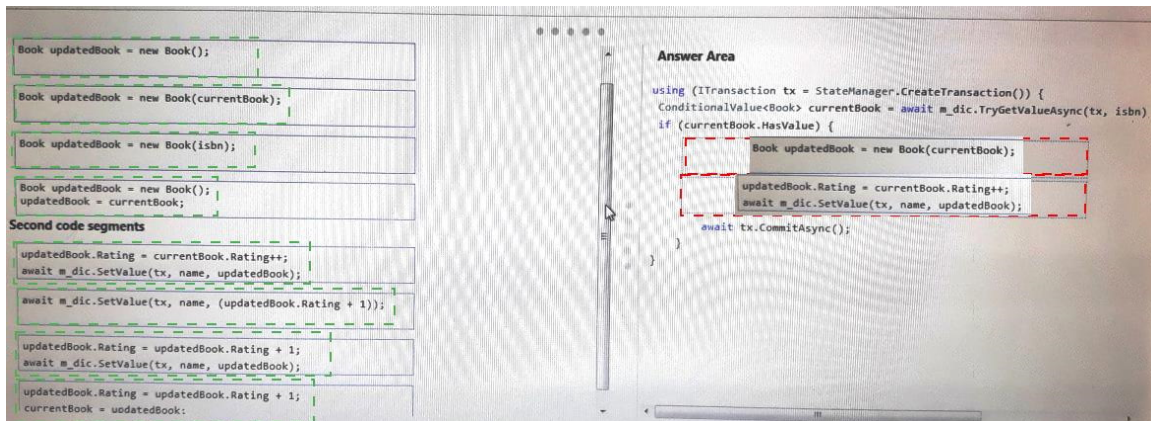 Book updatedBook = new Book();
Book updatedBook = new Book(currentBook);
Book updatedBook = new Book(isbn);
Book updatedBook = new Book();
updatedBook = currentBook;
Second code segments
updatedBook.Rating = currentBook.Rating++;
await m_dic.SetValue(tx, name, updatedBook);
await m_dic.SetValue(tx, name, (updatedBook.Rating + 1));
updatedBook.Rating = updatedBook.Rating + 1;
await m_dic.SetValue(tx, name, updatedBook);
updatedBook.Rating = updatedBook.Rating + 1;
currentBook = updatedBook;
Answer Area
using (ITransaction tx = StateManager.CreateTransaction()) {
ConditionalValue<Book> currentBook = await m_dic.TryGetValueAsync(tx, isbn)
if (currentBook.HasValue) {
Book updatedBook = new Book(currentBook);
updatedBook.Rating = currentBook.Rating++;
await m_dic.SetValue(tx, name, updatedBook);
await tx.CommitAsync();
}
}